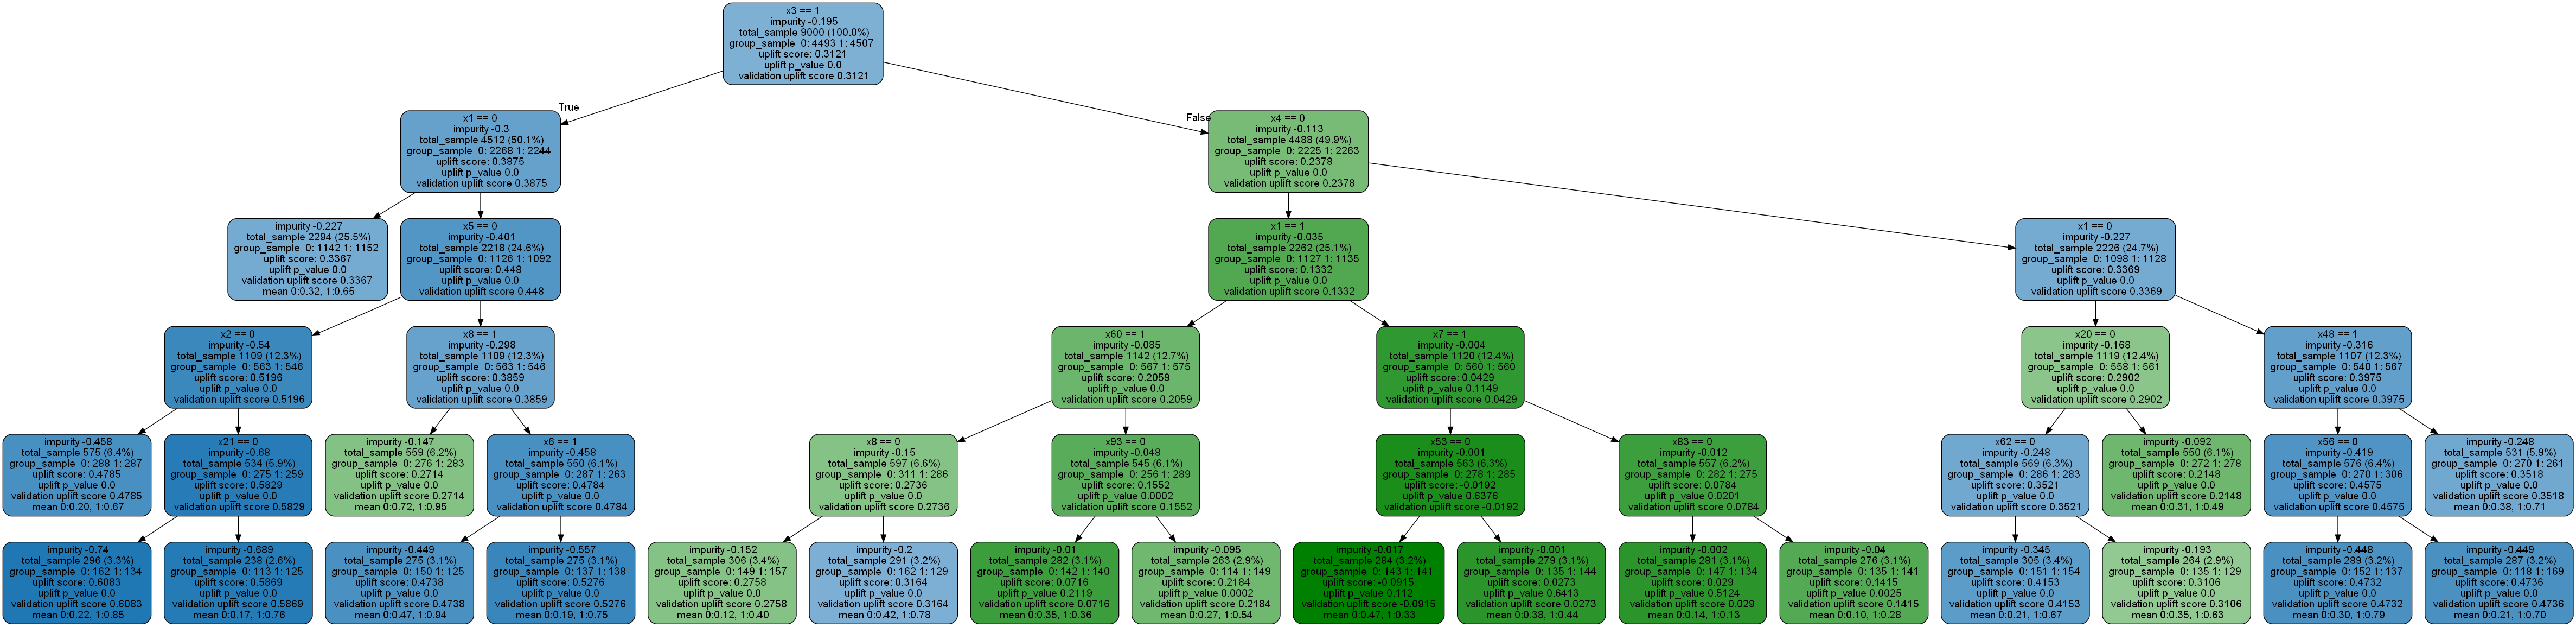 x3 == 1
impurity -0.195
total_sample 9000 (100.0%)
group_sample 0: 4493 1: 4507
uplift score: 0.3121
uplift p_value 0.0
validation uplift score 0.3121
True
False
x1 == 0
impurity -0.3
total_sample 4512 (50.1%)
group_sample 0: 2268 1: 2244
uplift score: 0.3875
uplift p_value 0.0
validation uplift score 0.3875
x4 == 0
impurity -0.113
total_sample 4488 (49.9%)
group_sample 0: 2225 1: 2263
uplift score: 0.2378
uplift p_value 0.0
validation uplift score 0.2378
impurity -0.227
total_sample 2294 (25.5%)
group_sample 0: 1142 1: 1152
uplift score: 0.3367
uplift p_value 0.0
validation uplift score 0.3367
mean 0:0.32, 1:0.65
x5 == 0
impurity -0.401
total_sample 2218 (24.6%)
group_sample 0: 1126 1: 1092
uplift score: 0.448
uplift p_value 0.0
validation uplift score 0.448
x1 == 1
impurity -0.035
total_sample 2262 (25.1%)
group_sample 0: 1127 1: 1135
uplift score: 0.1332
uplift p_value 0.0
validation uplift score 0.1332
x1 == 0
impurity -0.227
total_sample 2226 (24.7%)
group_sample 0: 1098 1: 1128
uplift score: 0.3369
uplift p_value 0.0
validation uplift score 0.3369
x2 == 0
impurity -0.54
total_sample 1109 (12.3%)
group_sample 0: 563 1: 546
uplift score: 0.5196
uplift p_value 0.0
validation uplift score 0.5196
x8 == 1
impurity -0.298
total_sample 1109 (12.3%)
group_sample 0: 563 1: 546
uplift score: 0.3859
uplift p_value 0.0
validation uplift score 0.3859
x60 == 1
impurity -0.085
total_sample 1142 (12.7%)
group_sample 0: 567 1: 575
uplift score: 0.2059
uplift p_value 0.0
validation uplift score 0.2059
x7 == 1
impurity -0.004
total_sample 1120 (12.4%)
group_sample 0: 560 1: 560
uplift score: 0.0429
uplift p_value 0.1149
validation uplift score 0.0429
x20 == 0
impurity -0.168
total_sample 1119 (12.4%)
group_sample 0: 558 1: 561
uplift score: 0.2902
uplift p_value 0.0
validation uplift score 0.2902
x48 == 1
impurity -0.316
total_sample 1107 (12.3%)
group_sample 0: 540 1: 567
uplift score: 0.3975
uplift p_value 0.0
validation uplift score 0.3975
impurity -0.458
total_sample 575 (6.4%)
group_sample 0: 288 1: 287
uplift score: 0.4785
uplift p_value 0.0
validation uplift score 0.4785
mean 0:0.20, 1:0.67
x21 == 0
impurity -0.68
total_sample 534 (5.9%)
group_sample 0: 275 1: 259
uplift score: 0.5829
uplift p_value 0.0
validation uplift score 0.5829
impurity -0.147
total_sample 559 (6.2%)
group_sample 0: 276 1: 283
uplift score: 0.2714
uplift p_value 0.0
validation uplift score 0.2714
mean 0:0.72, 1:0.95
x6 == 1
impurity -0.458
total_sample 550 (6.1%)
group_sample 0: 287 1: 263
uplift score: 0.4784
uplift p_value 0.0
validation uplift score 0.4784
x8 == 0
impurity -0.15
total_sample 597 (6.6%)
group_sample 0: 311 1: 286
uplift score: 0.2736
uplift p_value 0.0
validation uplift score 0.2736
x93 == 0
impurity -0.048
total_sample 545 (6.1%)
group_sample 0: 256 1: 289
uplift score: 0.1552
uplift p_value 0.0002
validation uplift score 0.1552
x53 == 0
impurity -0.001
total_sample 563 (6.3%)
group_sample 0: 278 1: 285
uplift score: -0.0192
uplift p_value 0.6376
validation uplift score -0.0192
x83 == 0
impurity -0.012
total_sample 557 (6.2%)
group_sample 0: 282 1: 275
uplift score: 0.0784
uplift p_value 0.0201
validation uplift score 0.0784
x62 == 0
impurity -0.248
total_sample 569 (6.3%)
group_sample 0: 286 1: 283
uplift score: 0.3521
uplift p_value 0.0
validation uplift score 0.3521
impurity -0.092
total_sample 550 (6.1%)
group_sample 0: 272 1: 278
uplift score: 0.2148
uplift p_value 0.0
validation uplift score 0.2148
mean 0:0.31, 1:0.49
x56 == 0
impurity -0.419
total_sample 576 (6.4%)
group_sample 0: 270 1: 306
uplift score: 0.4575
uplift p_value 0.0
validation uplift score 0.4575
impurity -0.248
total_sample 531 (5.9%)
group_sample 0: 270 1: 261
uplift score: 0.3518
uplift p_value 0.0
validation uplift score 0.3518
mean 0:0.38, 1:0.71
impurity -0.74
total_sample 296 (3.3%)
group_sample 0: 162 1: 134
uplift score: 0.6083
uplift p_value 0.0
validation uplift score 0.6083
mean 0:0.22, 1:0.85
impurity -0.689
total_sample 238 (2.6%)
group_sample 0: 113 1: 125
uplift score: 0.5869
uplift p_value 0.0
validation uplift score 0.5869
mean 0:0.17, 1:0.76
impurity -0.449
total_sample 275 (3.1%)
group_sample 0: 150 1: 125
uplift score: 0.4738
uplift p_value 0.0
validation uplift score 0.4738
mean 0:0.47, 1:0.94
impurity -0.557
total_sample 275 (3.1%)
group_sample 0: 137 1: 138
uplift score: 0.5276
uplift p_value 0.0
validation uplift score 0.5276
mean 0:0.19, 1:0.75
impurity -0.152
total_sample 306 (3.4%)
group_sample 0: 149 1: 157
uplift score: 0.2758
uplift p_value 0.0
validation uplift score 0.2758
mean 0:0.12, 1:0.40
impurity -0.2
total_sample 291 (3.2%)
group_sample 0: 162 1: 129
uplift score: 0.3164
uplift p_value 0.0
validation uplift score 0.3164
mean 0:0.42, 1:0.78
impurity -0.01
total_sample 282 (3.1%)
group_sample 0: 142 1: 140
uplift score: 0.0716
uplift p_value 0.2119
validation uplift score 0.0716
mean 0:0.35, 1:0.36
impurity -0.095
total_sample 263 (2.9%)
group_sample 0: 114 1: 149
uplift score: 0.2184
uplift p_value 0.0002
validation uplift score 0.2184
mean 0:0.27, 1:0.54
impurity -0.017
total_sample 284 (3.2%)
group_sample 0: 143 1: 141
uplift score: -0.0915
uplift p_value 0.112
validation uplift score -0.0915
mean 0:0.47, 1:0.33
impurity -0.001
total_sample 279 (3.1%)
group_sample 0: 135 1: 144
uplift score: 0.0273
uplift p_value 0.6413
validation uplift score 0.0273
mean 0:0.38, 1:0.44
impurity -0.002
total_sample 281 (3.1%)
group_sample 0: 147 1: 134
uplift score: 0.029
uplift p_value 0.5124
validation uplift score 0.029
mean 0:0.14, 1:0.13
impurity -0.04
total_sample 276 (3.1%)
group_sample 0: 135 1: 141
uplift score: 0.1415
uplift p_value 0.0025
validation uplift score 0.1415
mean 0:0.10, 1:0.28
impurity -0.345
total_sample 305 (3.4%)
group_sample 0: 151 1: 154
uplift score: 0.4153
uplift p_value 0.0
validation uplift score 0.4153
mean 0:0.21, 1:0.67
impurity -0.193
total_sample 264 (2.9%)
group_sample 0: 135 1: 129
uplift score: 0.3106
uplift p_value 0.0
validation uplift score 0.3106
mean 0:0.35, 1:0.63
impurity -0.448
total_sample 289 (3.2%)
group_sample 0: 152 1: 137
uplift score: 0.4732
uplift p_value 0.0
validation uplift score 0.4732
mean 0:0.30, 1:0.79
impurity -0.449
total_sample 287 (3.2%)
group_sample 0: 118 1: 169
uplift score: 0.4736
uplift p_value 0.0
validation uplift score 0.4736
mean 0:0.21, 1:0.70